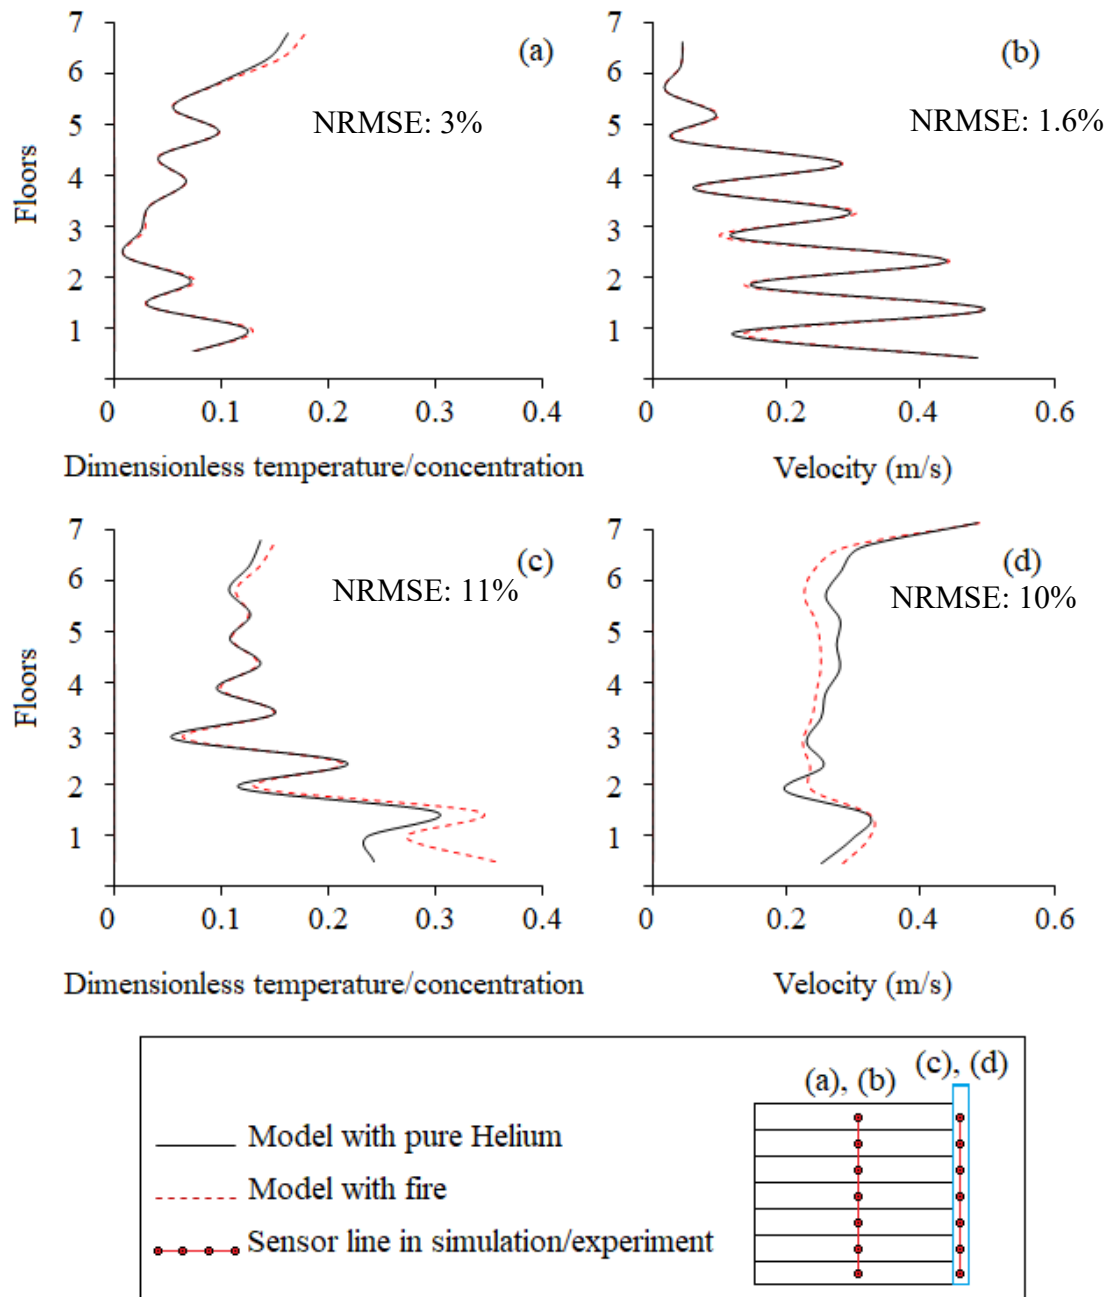 7
6
5
4
3
2
1
Floors
(a)
NRMSE: 3%
0 0.1 0.2 0.3 0.4
Dimensionless temperature/concentration
7
6
5
4
3
2
1
(b)
NRMSE: 1.6%
0 0.2 0.4 0.6
Velocity (m/s)
7
6
5
4
3
2
1
Floors
(c)
NRMSE: 11%
0 0.1 0.2 0.3 0.4
Dimensionless temperature/concentration
7
6
5
4
3
2
1
(d)
NRMSE: 10%
0 0.2 0.4 0.6
Velocity (m/s)
Model with pure Helium
Model with fire
Sensor line in simulation/experiment
(a), (b)
(c), (d)